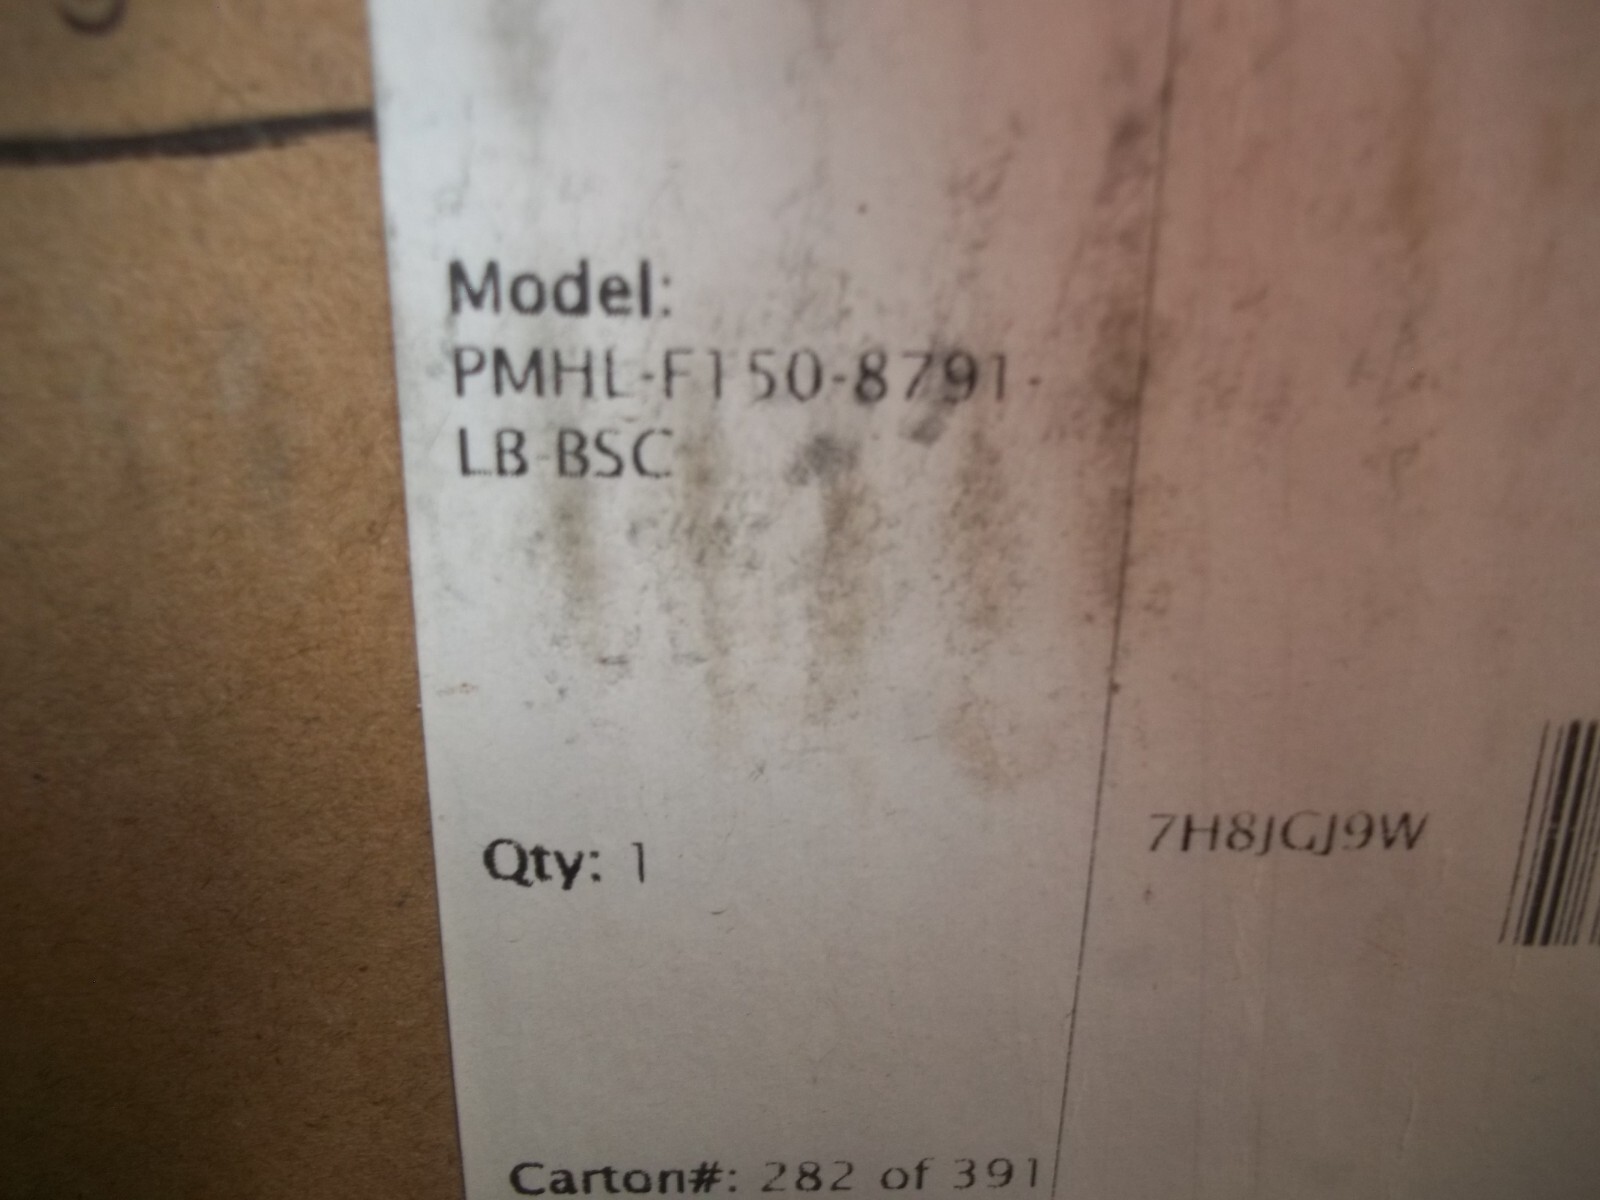 Model:
PMHL-F150-8791-
LB-BSC
Qty: 1
7H8JGJ9W
Carton#: 282 of 391